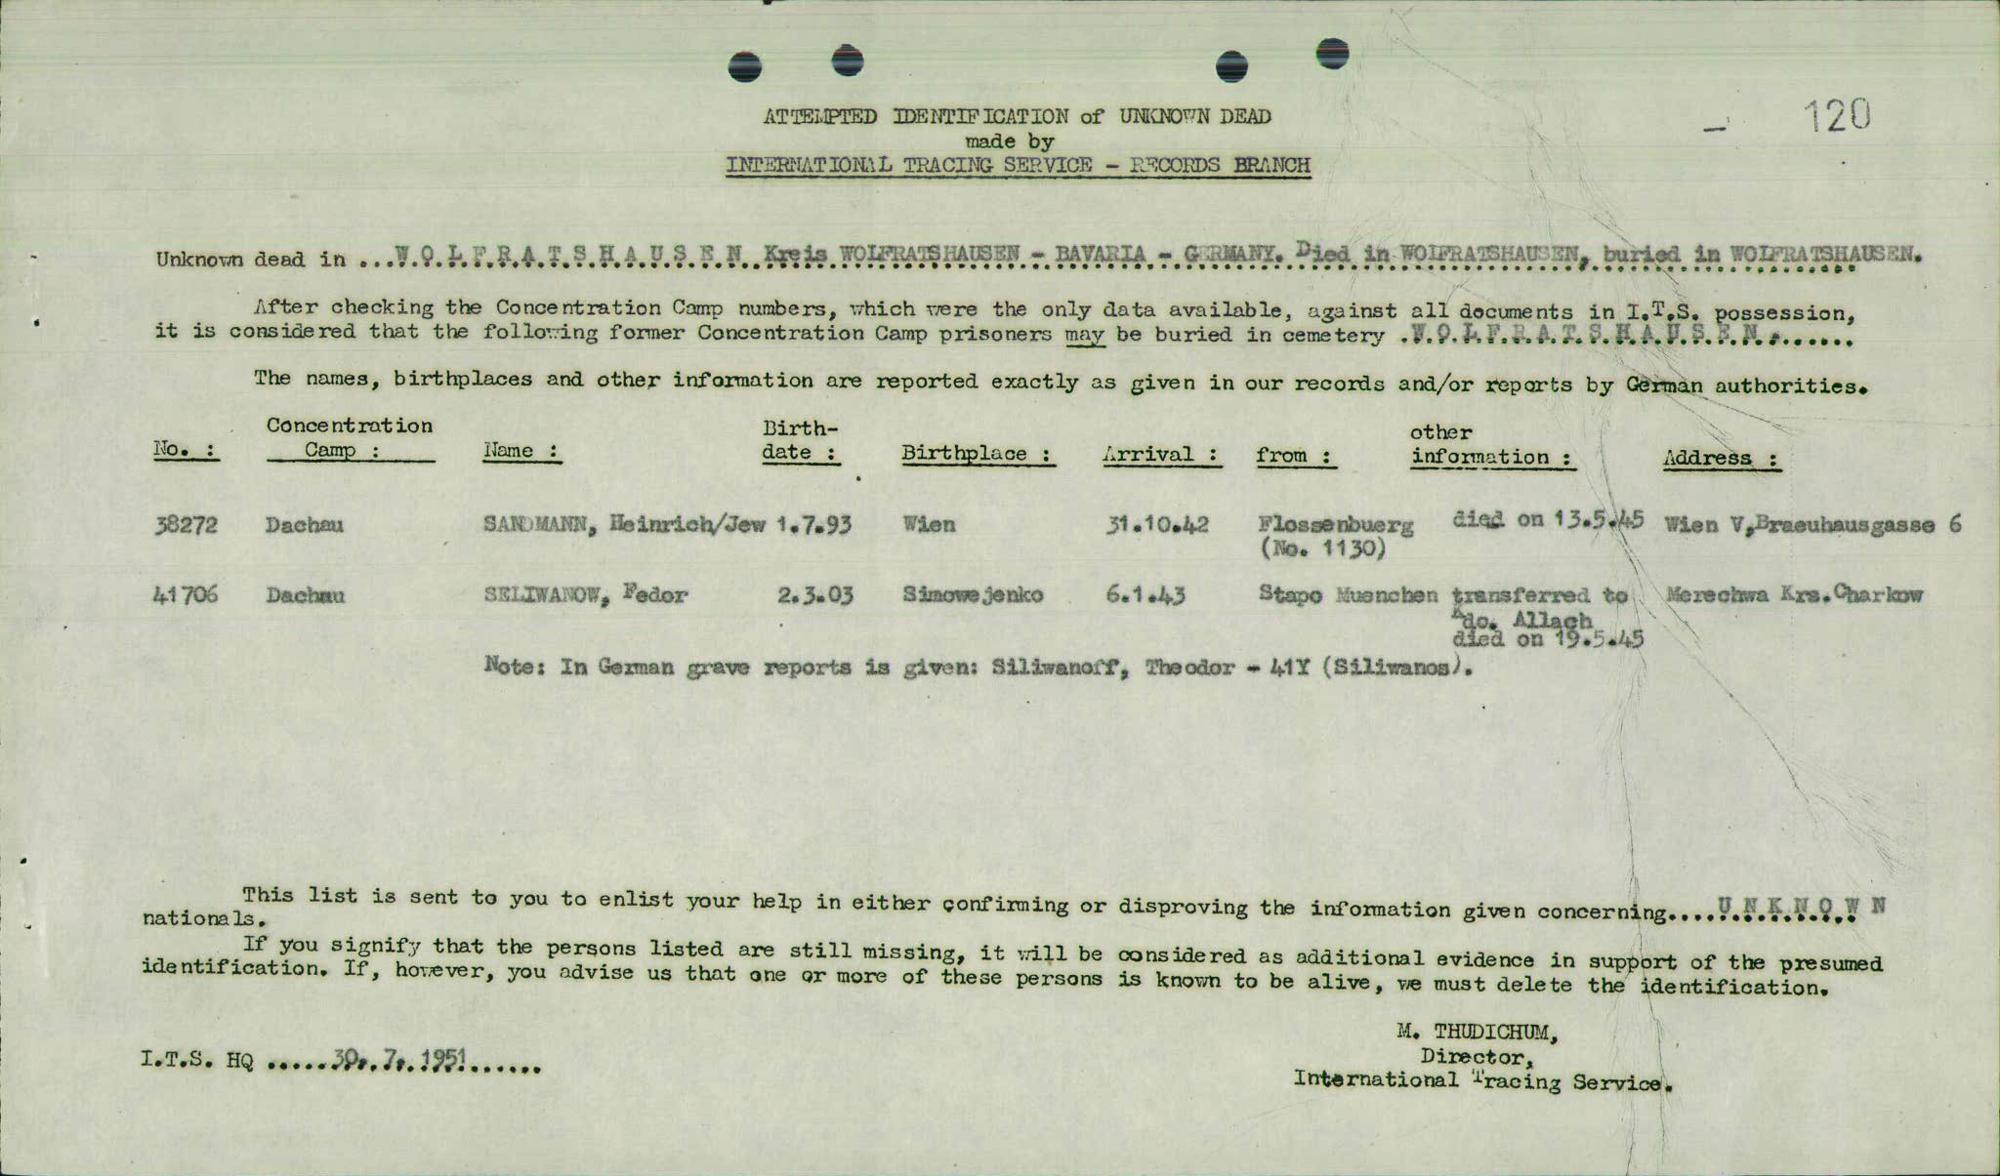 ATTEMPTED IDENTIFICATION of UNKNOWN DEAD
made by
INTERNATIONAL TRACING SERVICE - RECORDS BRANCH
- 120
Unknown dead in ...W.O.L.F.R.A.T.S.H.A.U.S.E.N. Kreis WOLFRATSHAUSEN - BAVARIA - GERMANY. Died in WOLFRATSHAUSEN, buried in WOLFRATSHAUSEN.
After checking the Concentration Camp numbers, which were the only data available, against all documents in I.T.S. possession,
it is considered that the following former Concentration Camp prisoners may be buried in cemetery .W.O.L.F.R.A.T.S.H.A.U.S.E.N........
The names, birthplaces and other information are reported exactly as given in our records and/or reports by German authorities.
Concentration Birth- other
No. : Camp : Name : date : Birthplace : Arrival : from : information : Address :
38272 Dachau SANDMANN, Heinrich/Jew 1.7.93 Wien 31.10.42 Flossenbuerg died on 13.5.45 Wien V,Braeuhausgasse 6
(No. 1130)
41706 Dachau SELIWANOW, Fedor 2.3.03 Simowejenko 6.1.43 Stapo Muenchen transferred to Merechwa Krs.Charkow
Ado. Allach
died on 19.5.45
Note: In German grave reports is given: Siliwanoff, Theodor - 41Y (Siliwanos).
This list is sent to you to enlist your help in either confirming or disproving the information given concerning....U.N.K.N.O.W N
nationals.
If you signify that the persons listed are still missing, it will be considered as additional evidence in support of the presumed
identification. If, however, you advise us that one or more of these persons is known to be alive, we must delete the identification.
M. THUDICHUM,
I.T.S. HQ .....30.7.1951...... Director,
International Tracing Service.